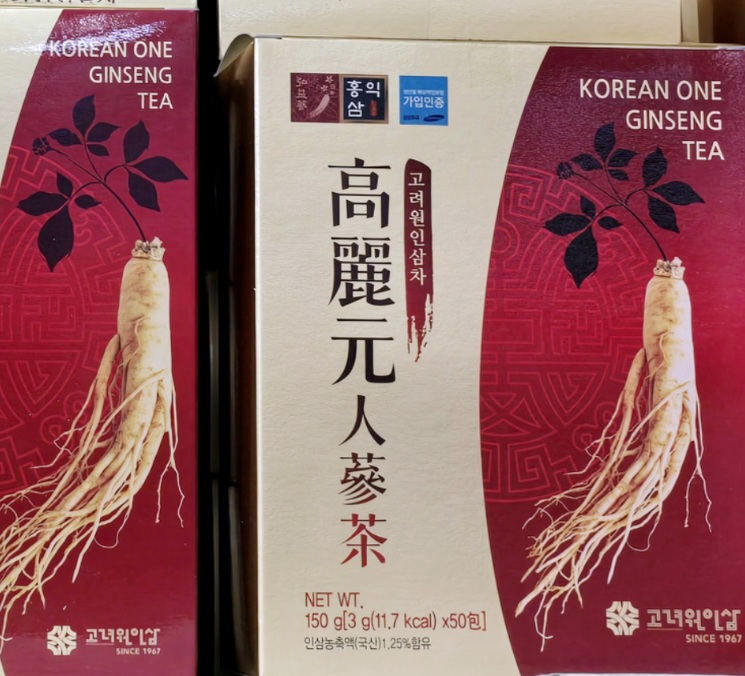 KOREAN ONE
GINSENG
TEA
고려원인삼
SINCE 1967
弘益蔘
홍익
삼
가입인증
高麗元人蔘茶
고려원인삼차
NET WT.
150 g[3 g(11.7 kcal) x50包]
인삼농축액(국산)1.25%함유
KOREAN ONE
GINSENG
TEA
고려원인삼
SINCE 1967